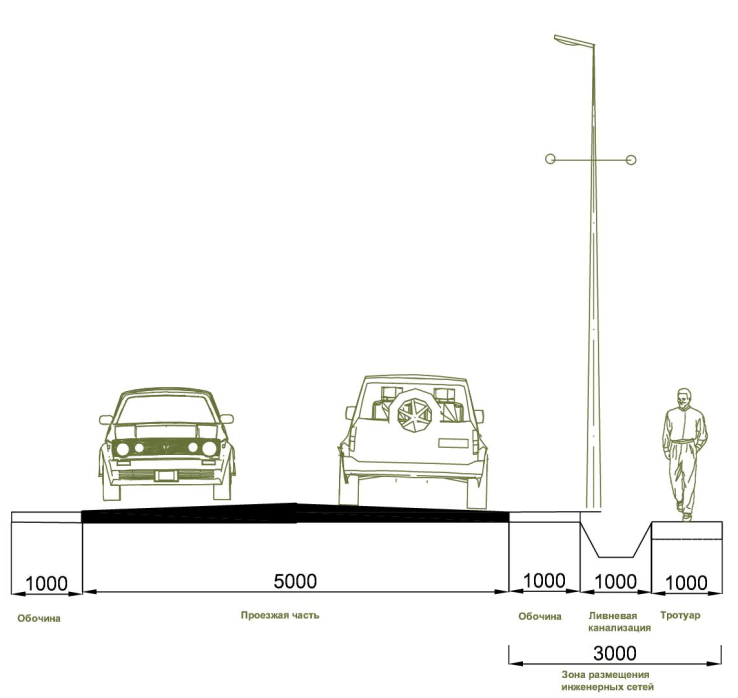 1000
5000
1000
1000
1000
Обочина
Проезжая часть
Обочина
Ливневая
канализация
Тротуар
3000
Зона размещения
инженерных сетей